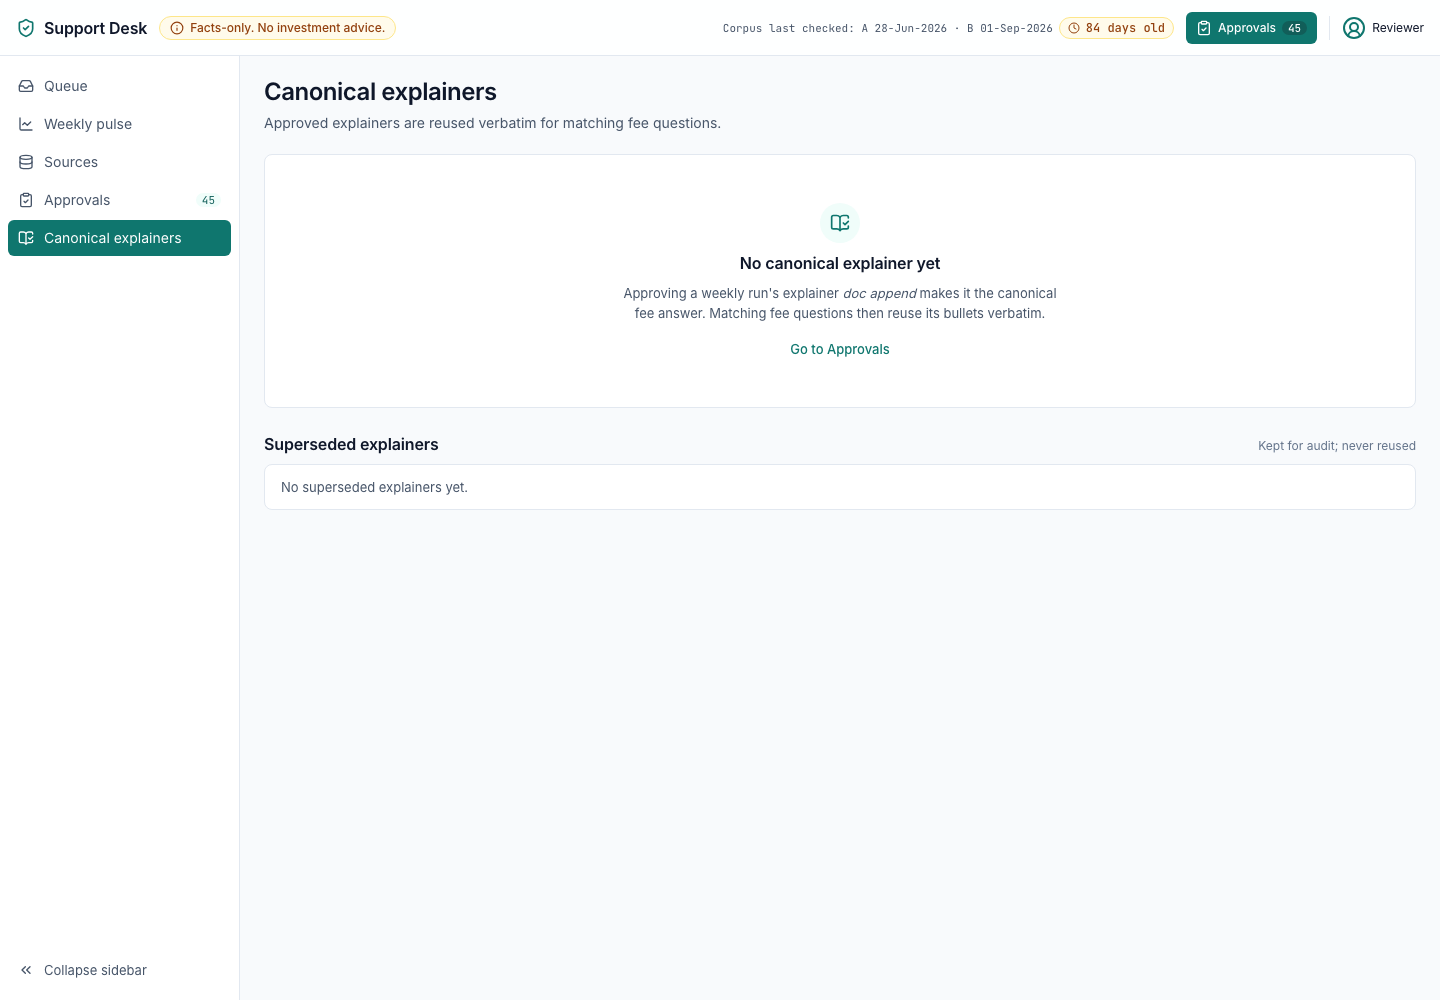 Support Desk
Facts-only. No investment advice.
Corpus last checked: A 28-Jun-2026 · B 01-Sep-2026
84 days old
Approvals 45
Reviewer
Queue
Weekly pulse
Sources
Approvals 45
Canonical explainers
Collapse sidebar
Canonical explainers
Approved explainers are reused verbatim for matching fee questions.
No canonical explainer yet
Approving a weekly run's explainer doc append makes it the canonical
fee answer. Matching fee questions then reuse its bullets verbatim.
Go to Approvals
Superseded explainers
Kept for audit; never reused
No superseded explainers yet.